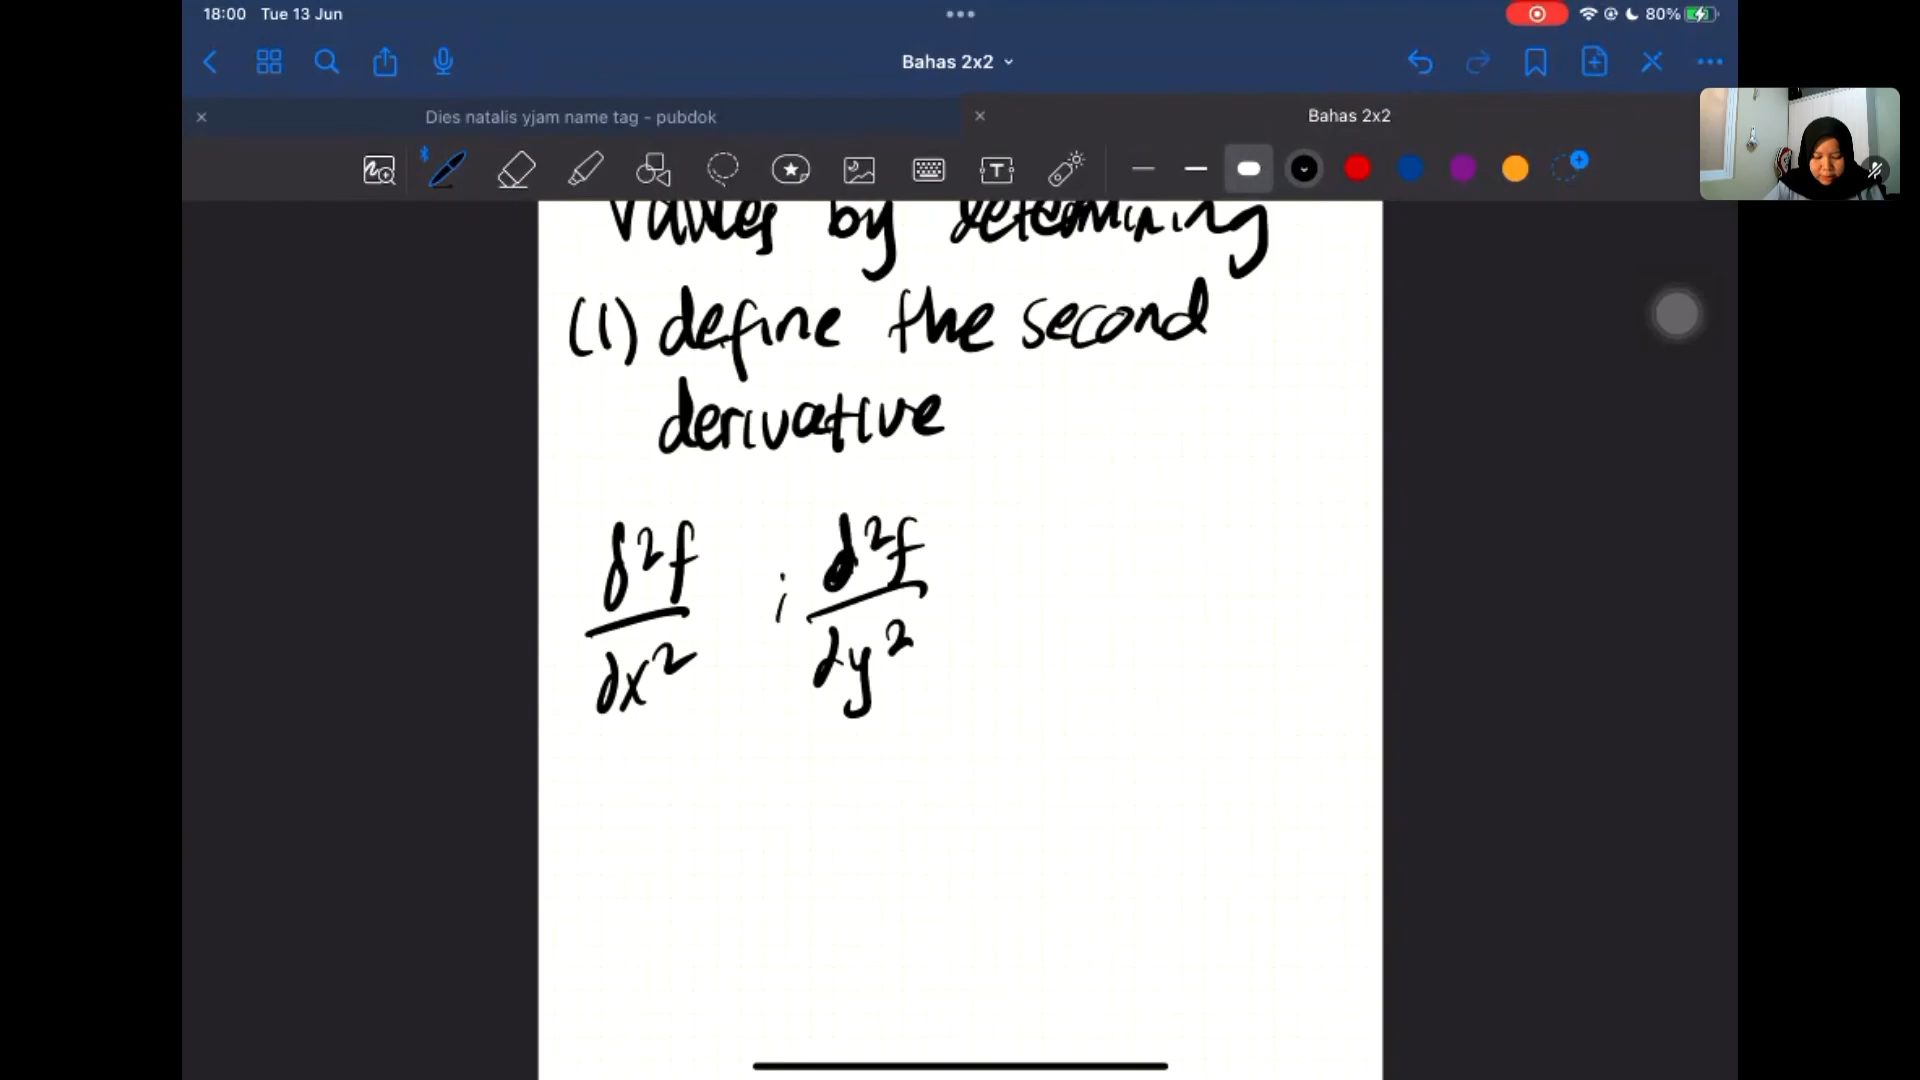 18:00 Tue 13 Jun
80%
Bahas 2x2
Dies natalis yjam name tag - pubdok
Bahas 2x2
values by determining
(1) define the second
derivative
∂²f ; ∂²f
∂x² ∂y²